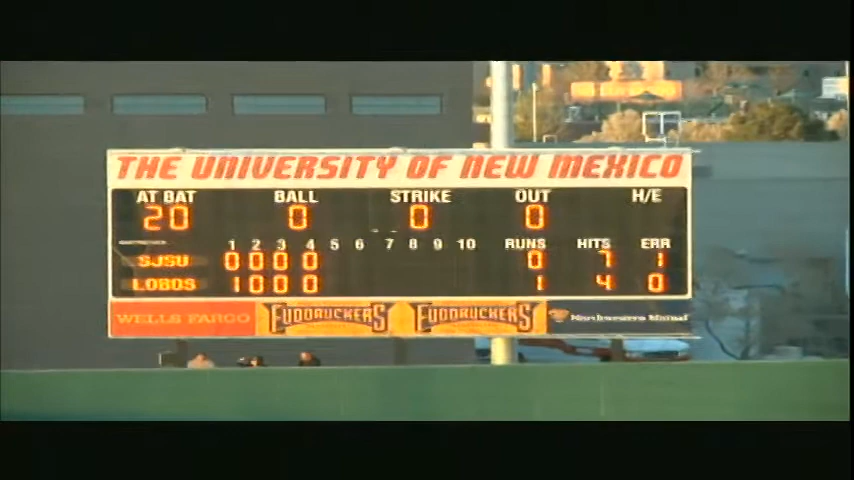 THE UNIVERSITY OF NEW MEXICO
AT BAT BALL STRIKE OUT H/E
20 0 0 0
1 2 3 4 5 6 7 8 9 10 RUNS HITS ERR
SJSU 0 0 0 0 0 7 1
LOBOS 1 0 0 0 1 4 0
WELLS FARGO FUDDRUCKERS FUDDRUCKERS Northwestern Mutual